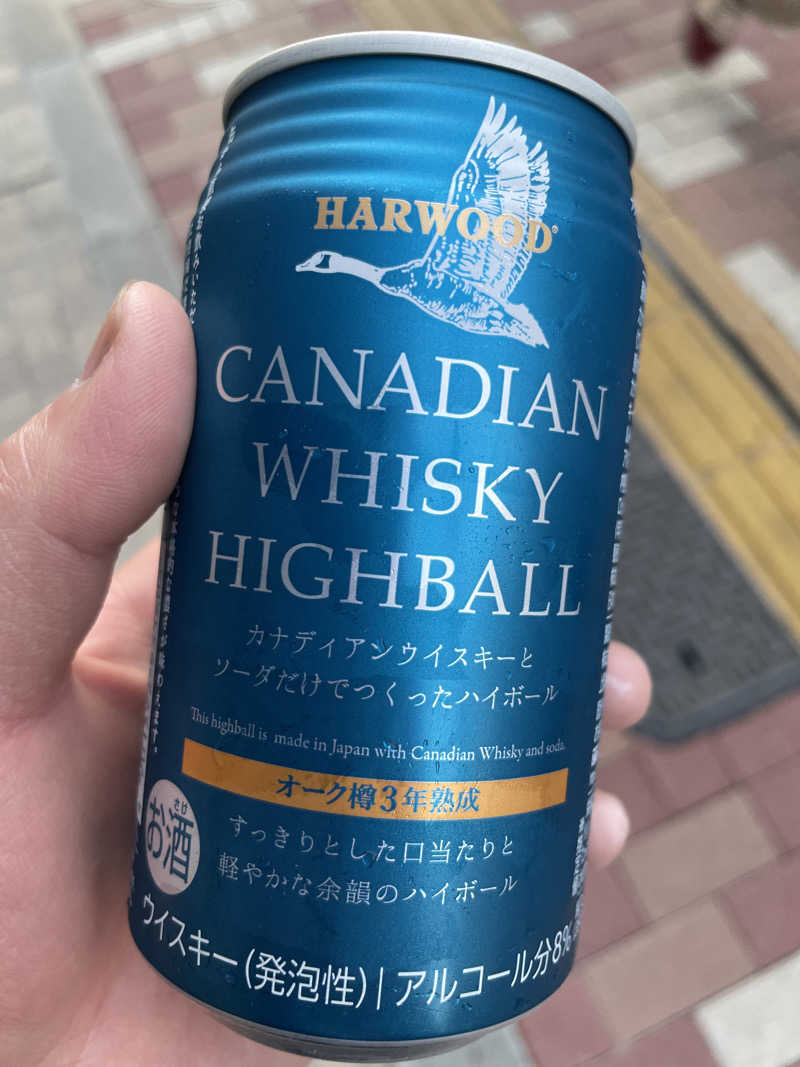 HARWOOD®
CANADIAN
WHISKY
HIGHBALL
カナディアンウイスキーと
ソーダだけでつくったハイボール
This highball is made in Japan with Canadian Whisky and soda.
オーク樽3年熟成
さけ
お酒
すっきりとした口当たりと
軽やかな余韻のハイボール
ウイスキー(発泡性)|アルコール分8%